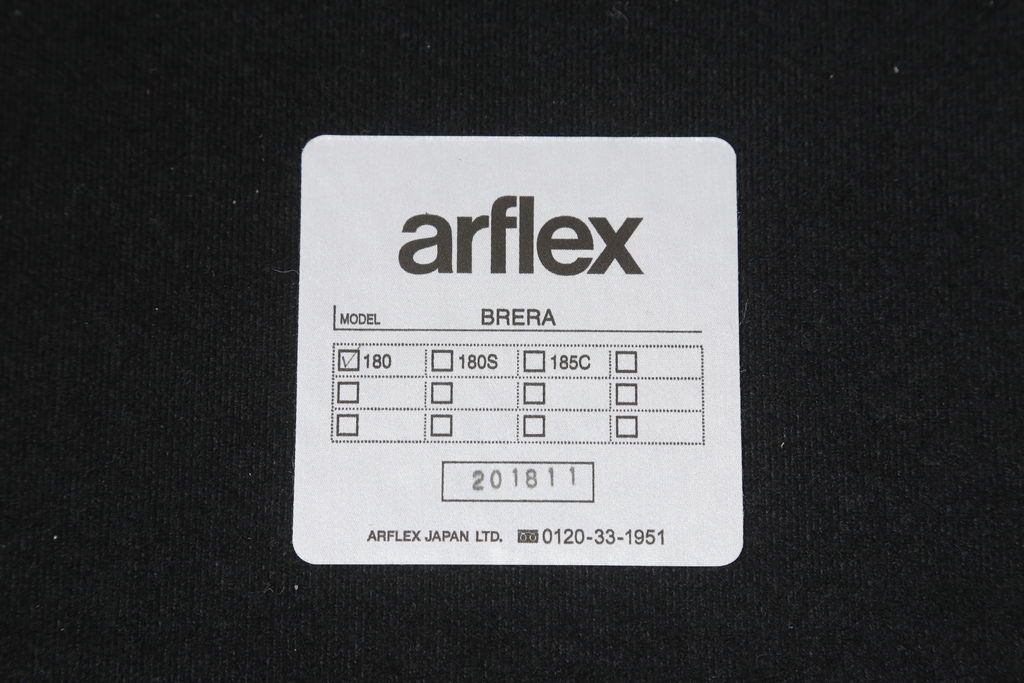 arflex
MODEL BRERA
☑ 180 ☐ 180S ☐ 185C ☐
☐ ☐ ☐ ☐
☐ ☐ ☐ ☐
201811
ARFLEX JAPAN LTD. 0120-33-1951